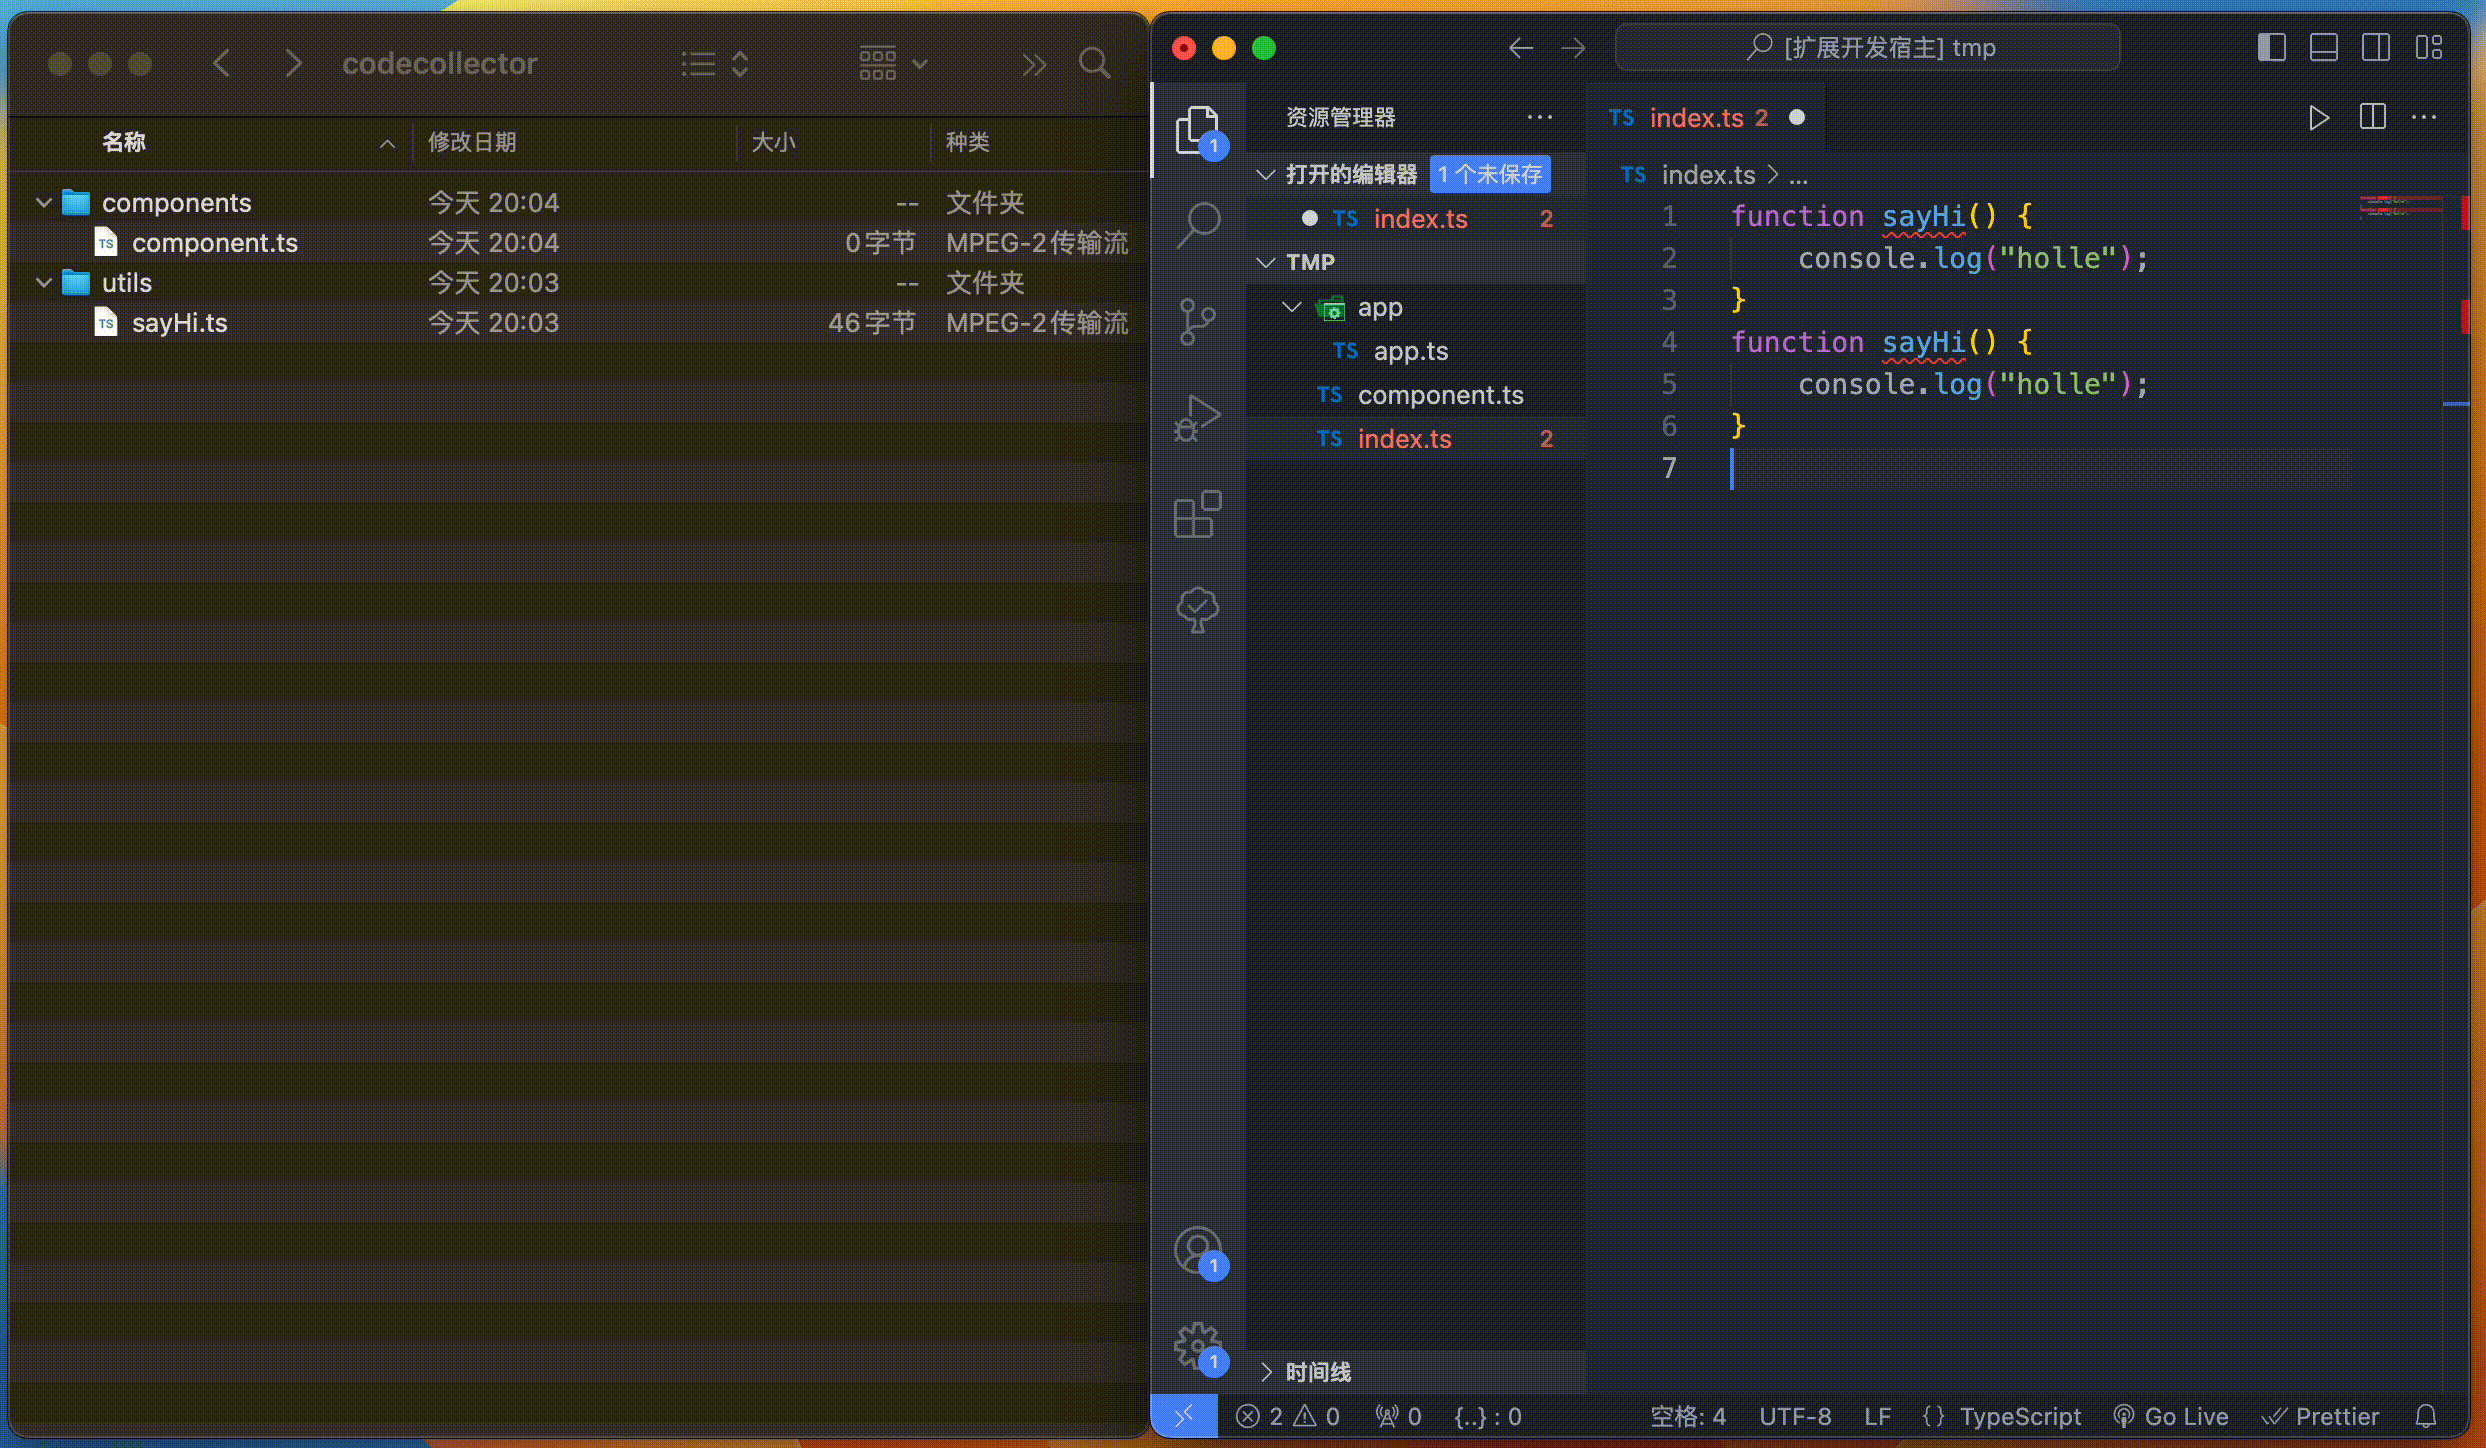 codecollector
名称 修改日期 大小 种类
components 今天 20:04 -- 文件夹
TS component.ts 今天 20:04 0字节 MPEG-2传输流
utils 今天 20:03 -- 文件夹
TS sayHi.ts 今天 20:03 46字节 MPEG-2传输流
[扩展开发宿主] tmp
1
资源管理器 ···
打开的编辑器 1个未保存
TS index.ts 2
TMP
app
TS app.ts
TS component.ts
TS index.ts 2
时间线
1
1
TS index.ts 2 ···
TS index.ts > ...
1 function sayHi() {
2 console.log("holle");
3 }
4 function sayHi() {
5 console.log("holle");
6 }
7
2 0 0 {..} : 0 空格: 4 UTF-8 LF {} TypeScript Go Live Prettier